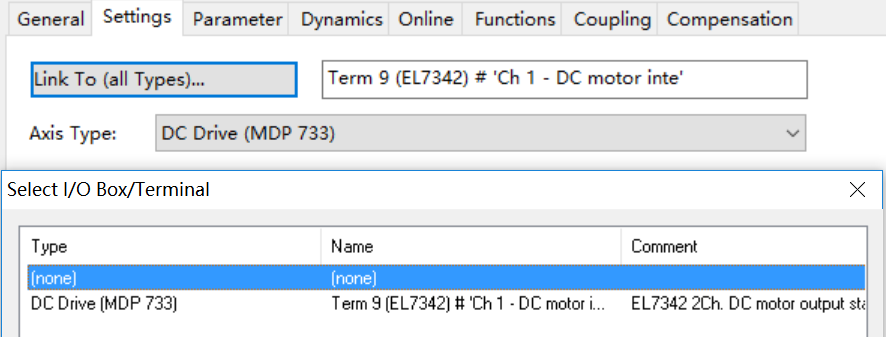 General Settings Parameter Dynamics Online Functions Coupling Compensation
Link To (all Types)... Term 9 (EL7342) # 'Ch 1 - DC motor inte'
Axis Type: DC Drive (MDP 733)
Select I/O Box/Terminal
Type Name Comment
(none) (none)
DC Drive (MDP 733) Term 9 (EL7342) # 'Ch 1 - DC motor i... EL7342 2Ch. DC motor output sta